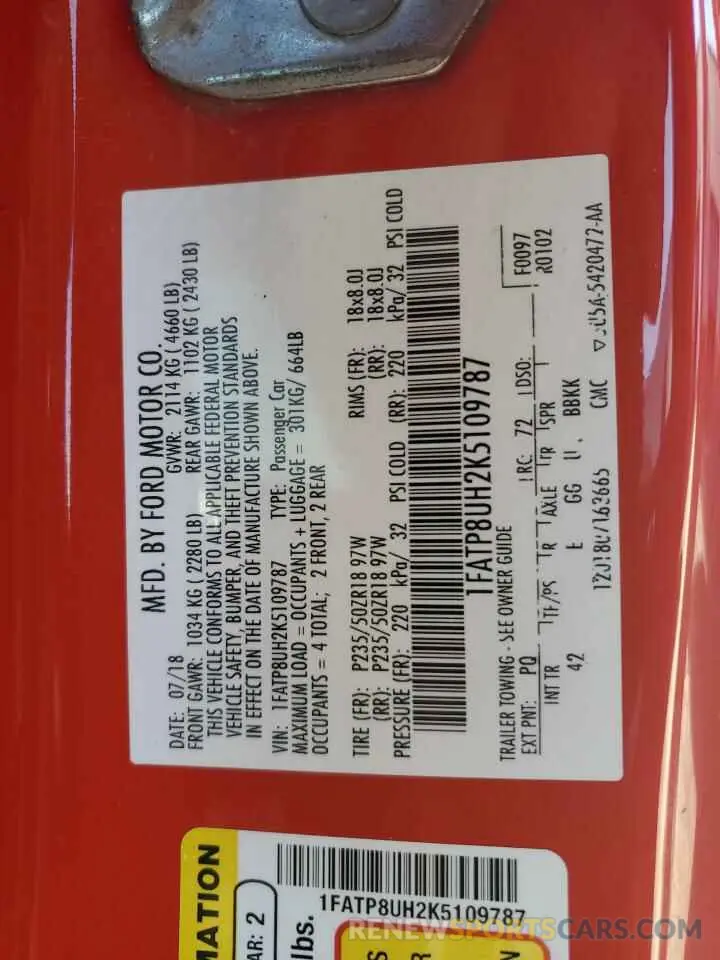 MFD. BY FORD MOTOR CO.
DATE: 07/18 GVWR: 2114 KG ( 4660 LB)
FRONT GAWR: 1034 KG ( 2280 LB) REAR GAWR: 1102 KG ( 2430 LB)
THIS VEHICLE CONFORMS TO ALL APPLICABLE FEDERAL MOTOR
VEHICLE SAFETY, BUMPER, AND THEFT PREVENTION STANDARDS
IN EFFECT ON THE DATE OF MANUFACTURE SHOWN ABOVE.
VIN: 1FATP8UH2K5109787 TYPE: Passenger Car
MAXIMUM LOAD = OCCUPANTS + LUGGAGE = 301KG/ 664LB
OCCUPANTS = 4 TOTAL; 2 FRONT, 2 REAR
TIRE (FR): P235/50ZR18 97W RIMS (FR): 18x8.0J
(RR): P235/50ZR18 97W (RR): 18x8.0J
PRESSURE (FR): 220 kPa/ 32 PSI COLD (RR): 220 kPa/ 32 PSI COLD
1FATP8UH2K5109787
TRAILER TOWING - SEE OWNER GUIDE
F0097
EXT PNT: PQ RC: 72 DSO: R0102
INT TR TP/PS R AXLE TR SPR
42 E GG BBKK
CMC
MATION
AR: 2
lbs.
1FATP8UH2K5109787
S
R
N
RENEWSPORTSCARS.COM